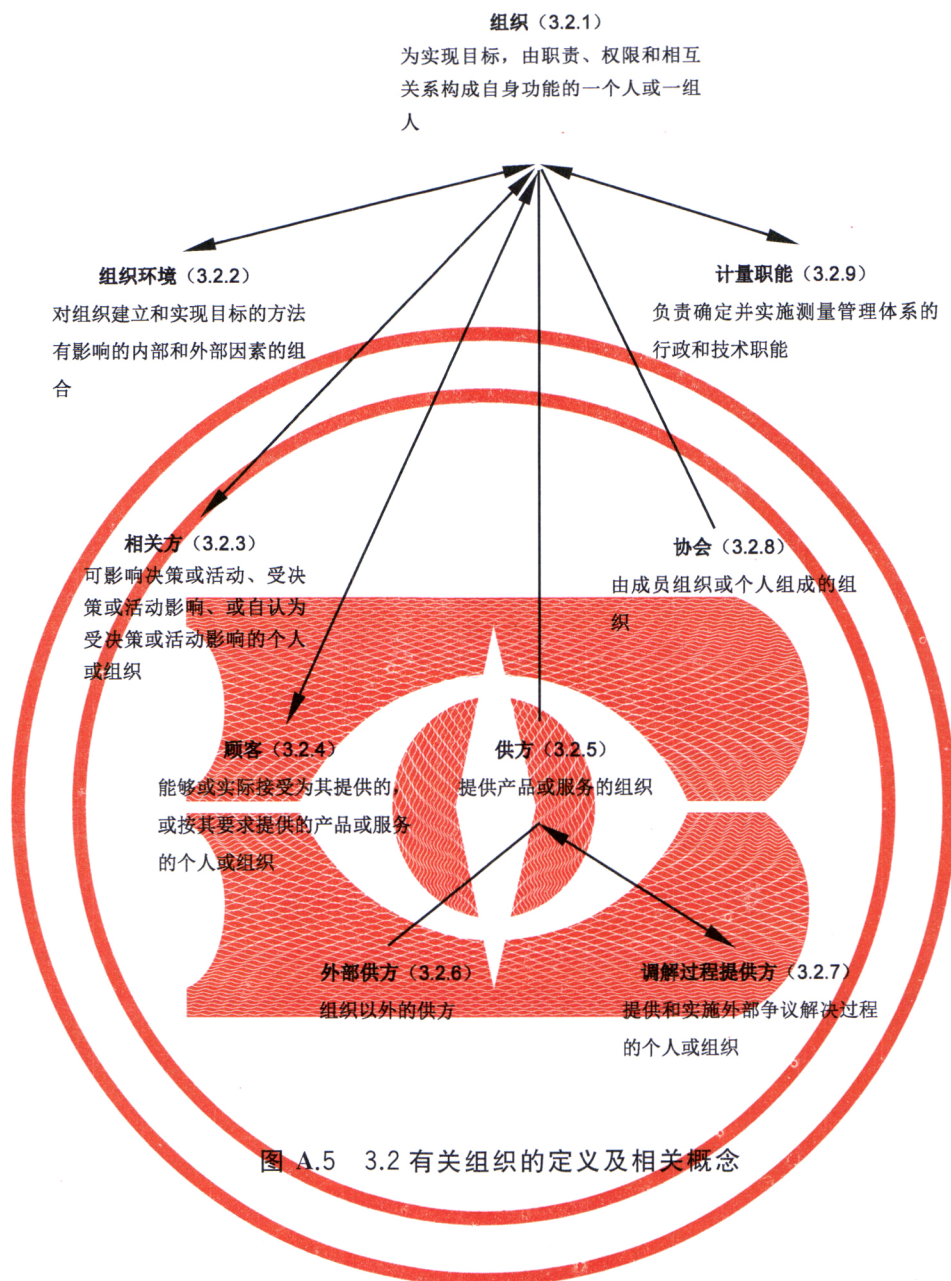 组织（3.2.1）
为实现目标，由职责、权限和相互
关系构成自身功能的一个人或一组
人
组织环境（3.2.2）
对组织建立和实现目标的方法
有影响的内部和外部因素的组
合
计量职能（3.2.9）
负责确定并实施测量管理体系的
行政和技术职能
相关方（3.2.3）
可影响决策或活动、受决
策或活动影响、或自认为
受决策或活动影响的个人
或组织
协会（3.2.8）
由成员组织或个人组成的组
织
顾客（3.2.4）
能够或实际接受为其提供的，
或按其要求提供的产品或服务
的个人或组织
供方（3.2.5）
提供产品或服务的组织
外部供方（3.2.6）
组织以外的供方
调解过程提供方（3.2.7）
提供和实施外部争议解决过程
的个人或组织
图 A.5 3.2 有关组织的定义及相关概念